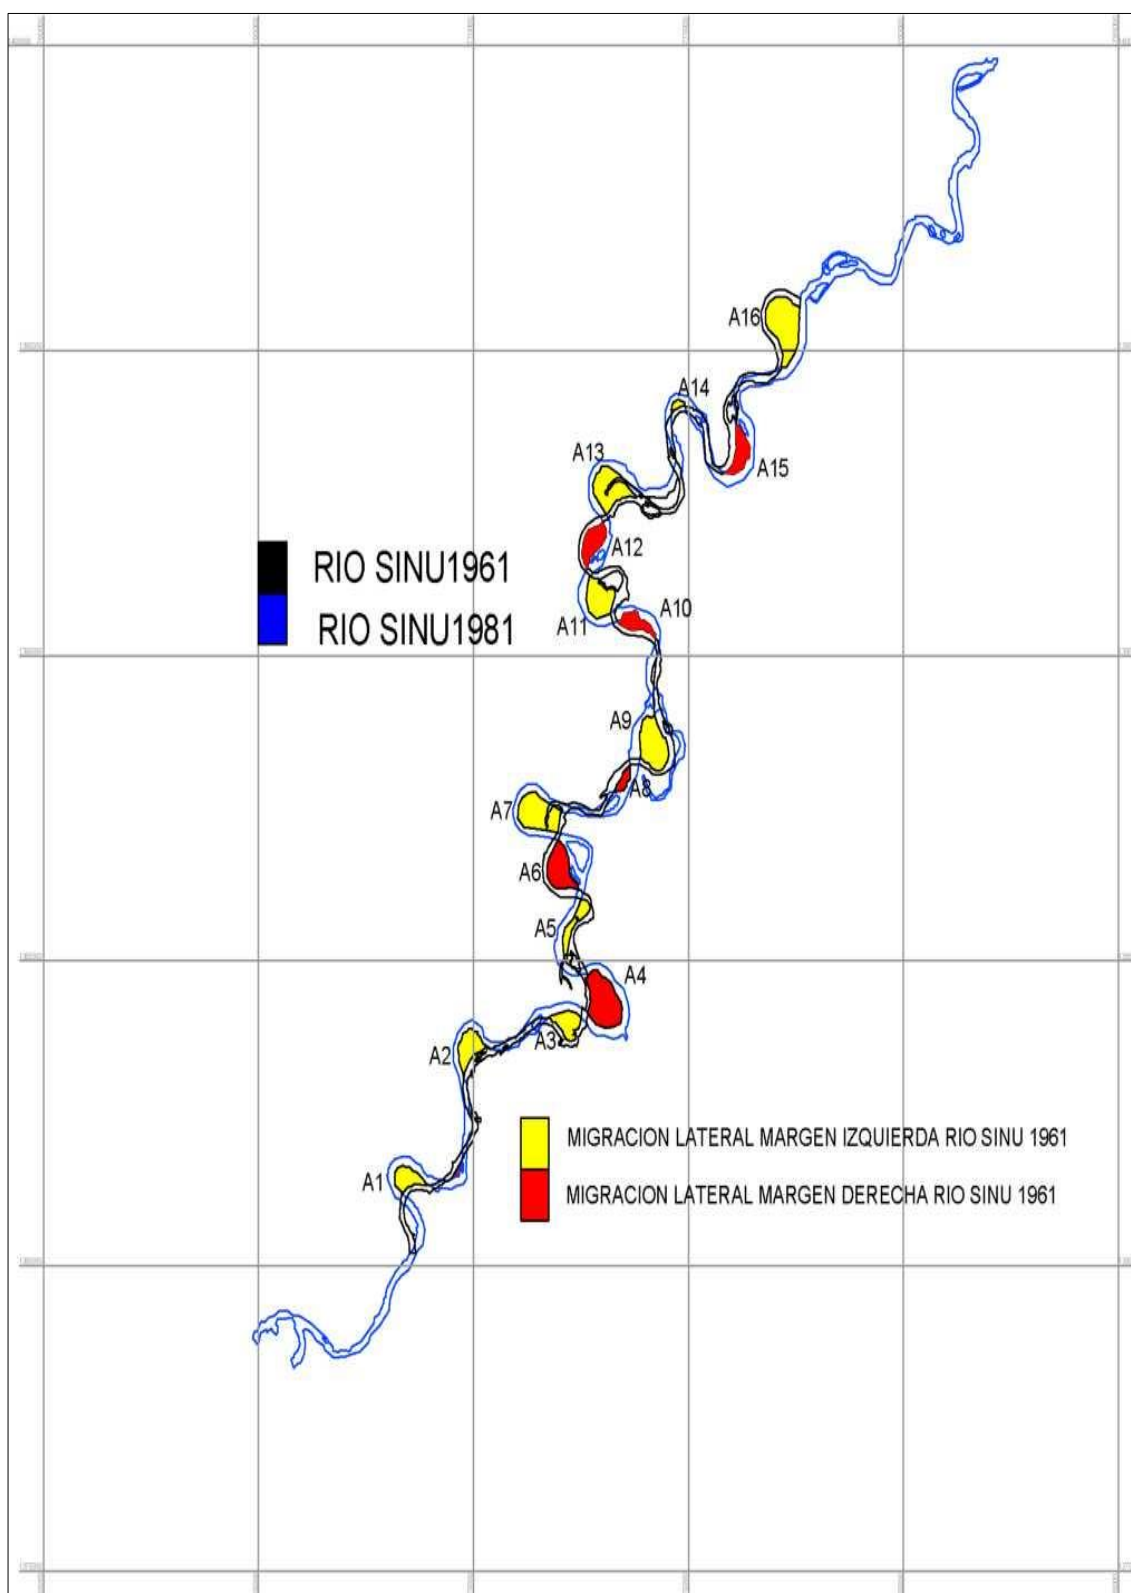 A16
A14
A13
A15
A12
RIO SINU1961
A10
RIO SINU1981
A11
A9
A8
A7
A6
A5
A4
A3
A2
MIGRACION LATERAL MARGEN IZQUIERDA RIO SINU 1961
A1
MIGRACION LATERAL MARGEN DERECHA RIO SINU 1961